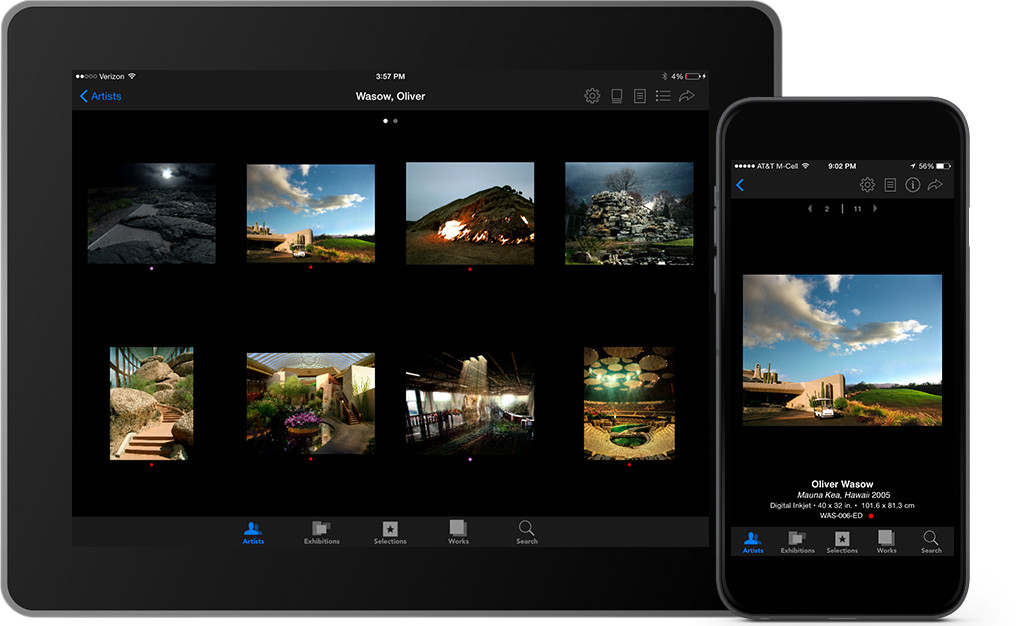 Verizon 3:57 PM 4%
Artists Wasow, Oliver
Artists Exhibitions Selections Works Search
AT&T M-Cell 9:02 PM 56%
2 | 11
Oliver Wasow
Mauna Kea, Hawaii 2005
Digital Inkjet • 40 x 32 in. • 101.6 x 81.3 cm
WAS-006-ED
Artists Exhibitions Selections Works Search